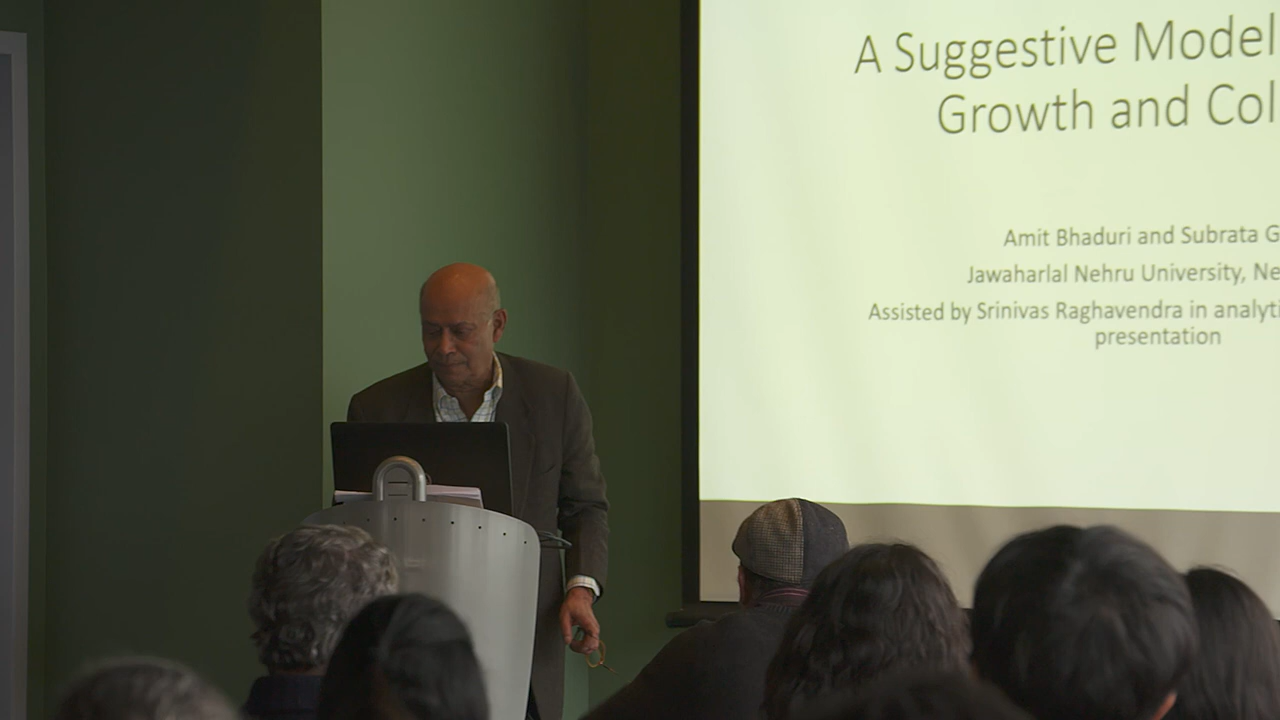 A Suggestive Model
Growth and Col
Amit Bhaduri and Subrata G
Jawaharlal Nehru University, Ne
Assisted by Srinivas Raghavendra in analyti
presentation